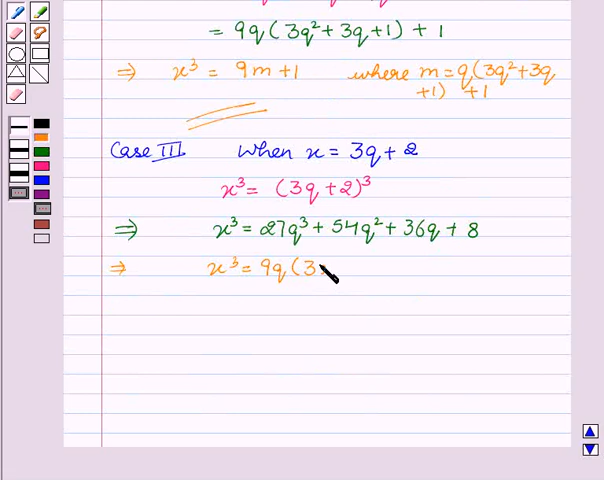 = 9q (3q² + 3q + 1) + 1
⇒ x³ = 9m + 1 where m = q(3q² + 3q
+1) +1
Case III. When x = 3q + 2
x³ = (3q + 2)³
⇒ x³ = 27q³ + 54q² + 36q + 8
⇒ x³ = 9q (3